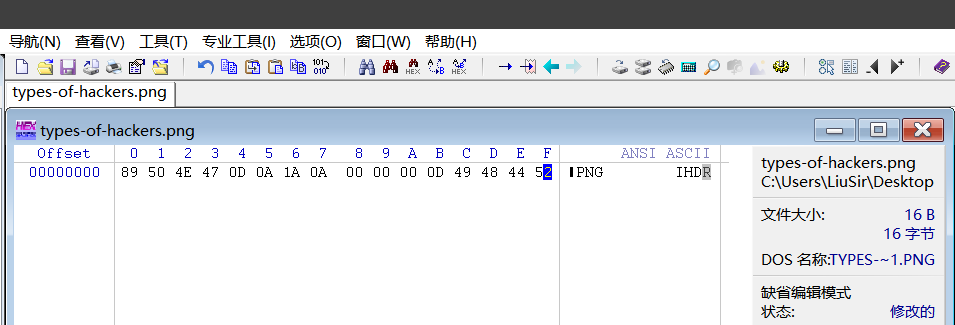 导航(N) 查看(V) 工具(T) 专业工具(I) 选项(O) 窗口(W) 帮助(H)
types-of-hackers.png
types-of-hackers.png
Offset 0 1 2 3 4 5 6 7 8 9 A B C D E F ANSI ASCII
00000000 89 50 4E 47 0D 0A 1A 0A 00 00 00 0D 49 48 44 52 PNG IHDR
types-of-hackers.png
C:\Users\LiuSir\Desktop
文件大小: 16 B
16 字节
DOS 名称:TYPES-~1.PNG
缺省编辑模式
状态: 修改的